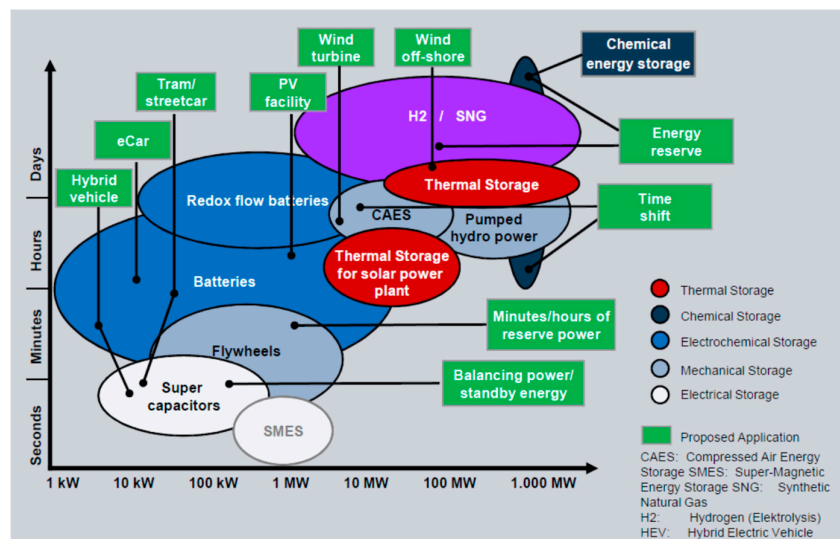 Wind
turbine
Wind
off-shore
Chemical
energy storage
Tram/
streetcar
PV
facility
eCar
H2 / SNG
Energy
reserve
Hybrid
vehicle
Redox flow batteries
Thermal Storage
CAES
Pumped
hydro power
Time
shift
Batteries
Thermal Storage
for solar power
plant
Minutes/hours of
reserve power
Flywheels
Balancing power/
standby energy
Super
capacitors
SMES
Days
Hours
Minutes
Seconds
1 kW
10 kW
100 kW
1 MW
10 MW
100 MW
1.000 MW
Thermal Storage
Chemical Storage
Electrochemical Storage
Mechanical Storage
Electrical Storage
Proposed Application
CAES: Compressed Air Energy
Storage SMES: Super-Magnetic
Energy Storage SNG: Synthetic
Natural Gas
H2: Hydrogen (Elektrolysis)
HEV: Hybrid Electric Vehicle